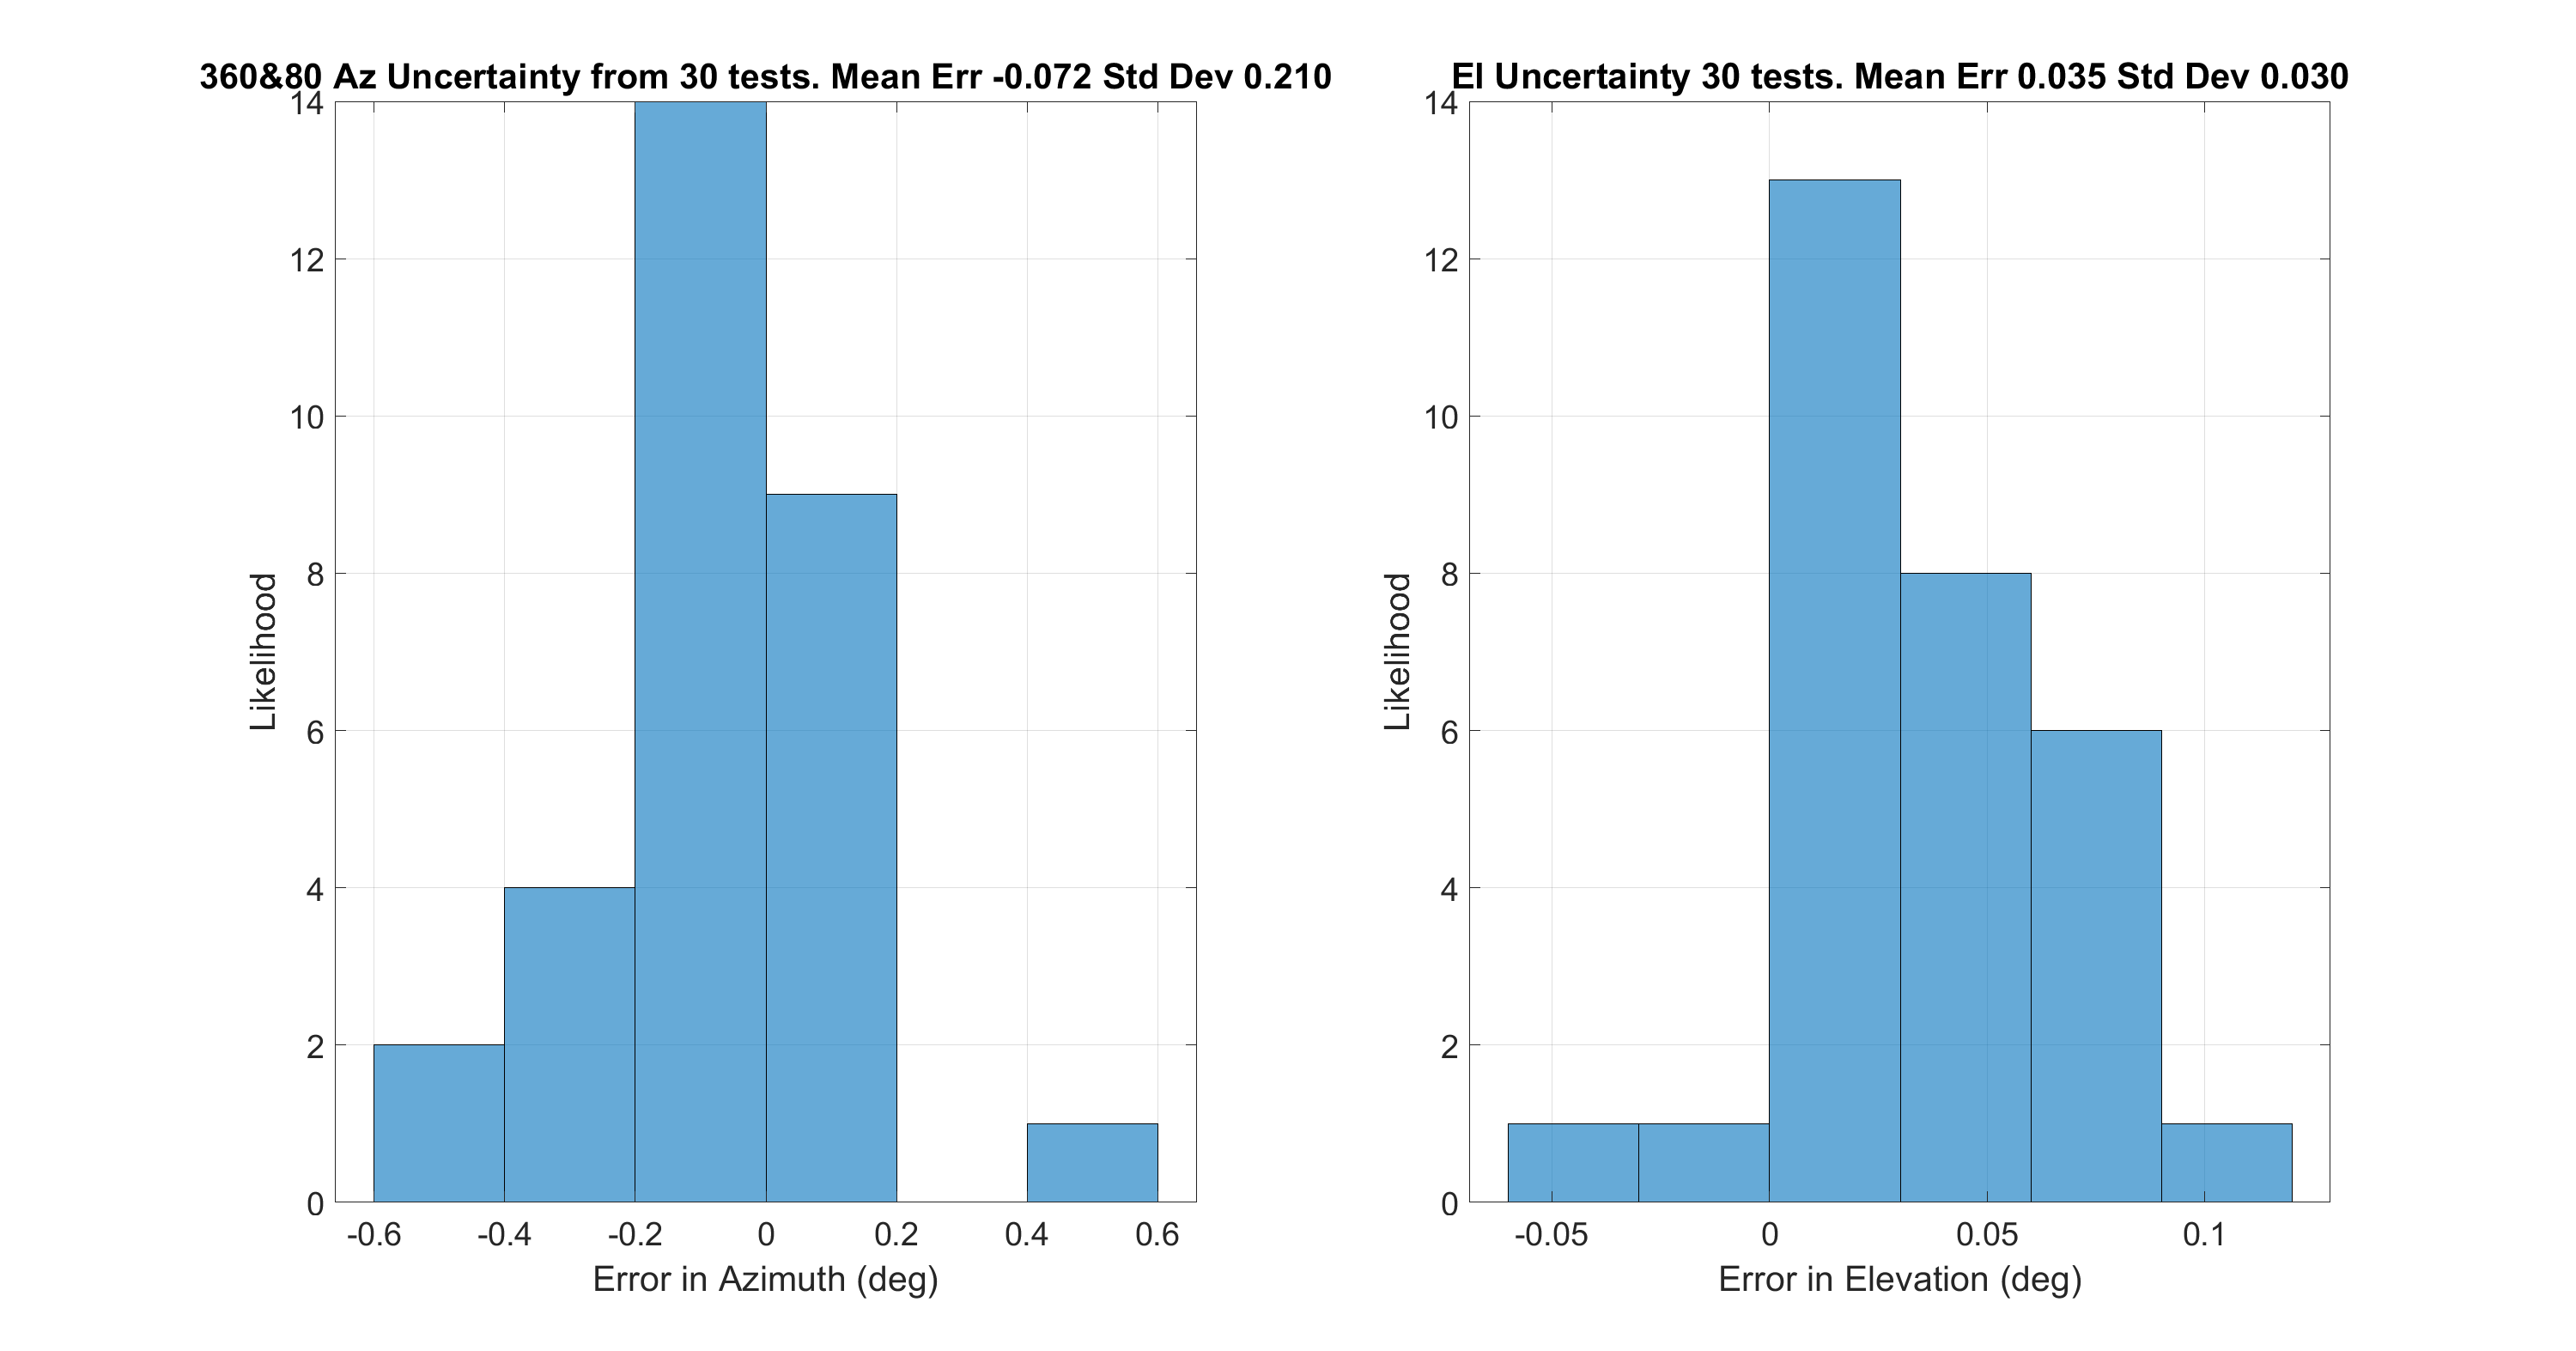 360&80 Az Uncertainty from 30 tests. Mean Err -0.072 Std Dev 0.210
14
12
10
8
6
4
2
0
Likelihood
-0.6 -0.4 -0.2 0 0.2 0.4 0.6
Error in Azimuth (deg)
El Uncertainty 30 tests. Mean Err 0.035 Std Dev 0.030
14
12
10
8
6
4
2
0
Likelihood
-0.05 0 0.05 0.1
Error in Elevation (deg)